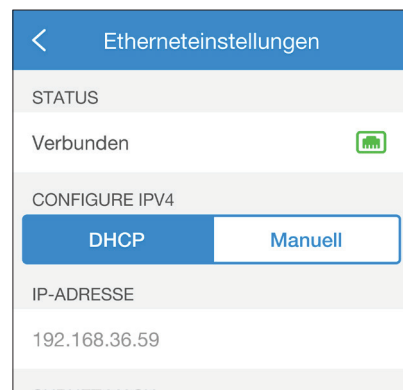 Etherneteinstellungen
STATUS
Verbunden
CONFIGURE IPV4
DHCP Manuell
IP-ADRESSE
192.168.36.59